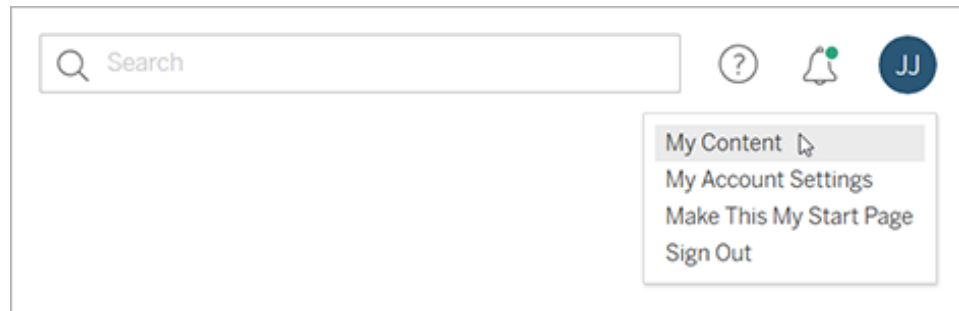 Search
?
JJ
My Content
My Account Settings
Make This My Start Page
Sign Out